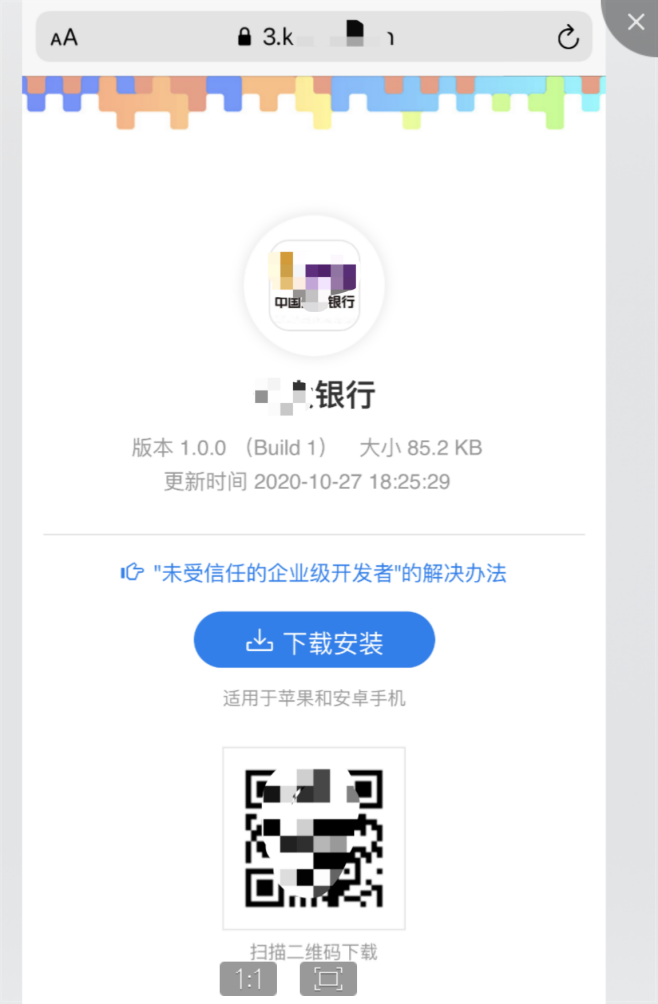 AA 3.k
中国 银行
银行
版本 1.0.0 （Build 1） 大小 85.2 KB
更新时间 2020-10-27 18:25:29
"未受信任的企业级开发者"的解决办法
下载安装
适用于苹果和安卓手机
扫描二维码下载
1:1